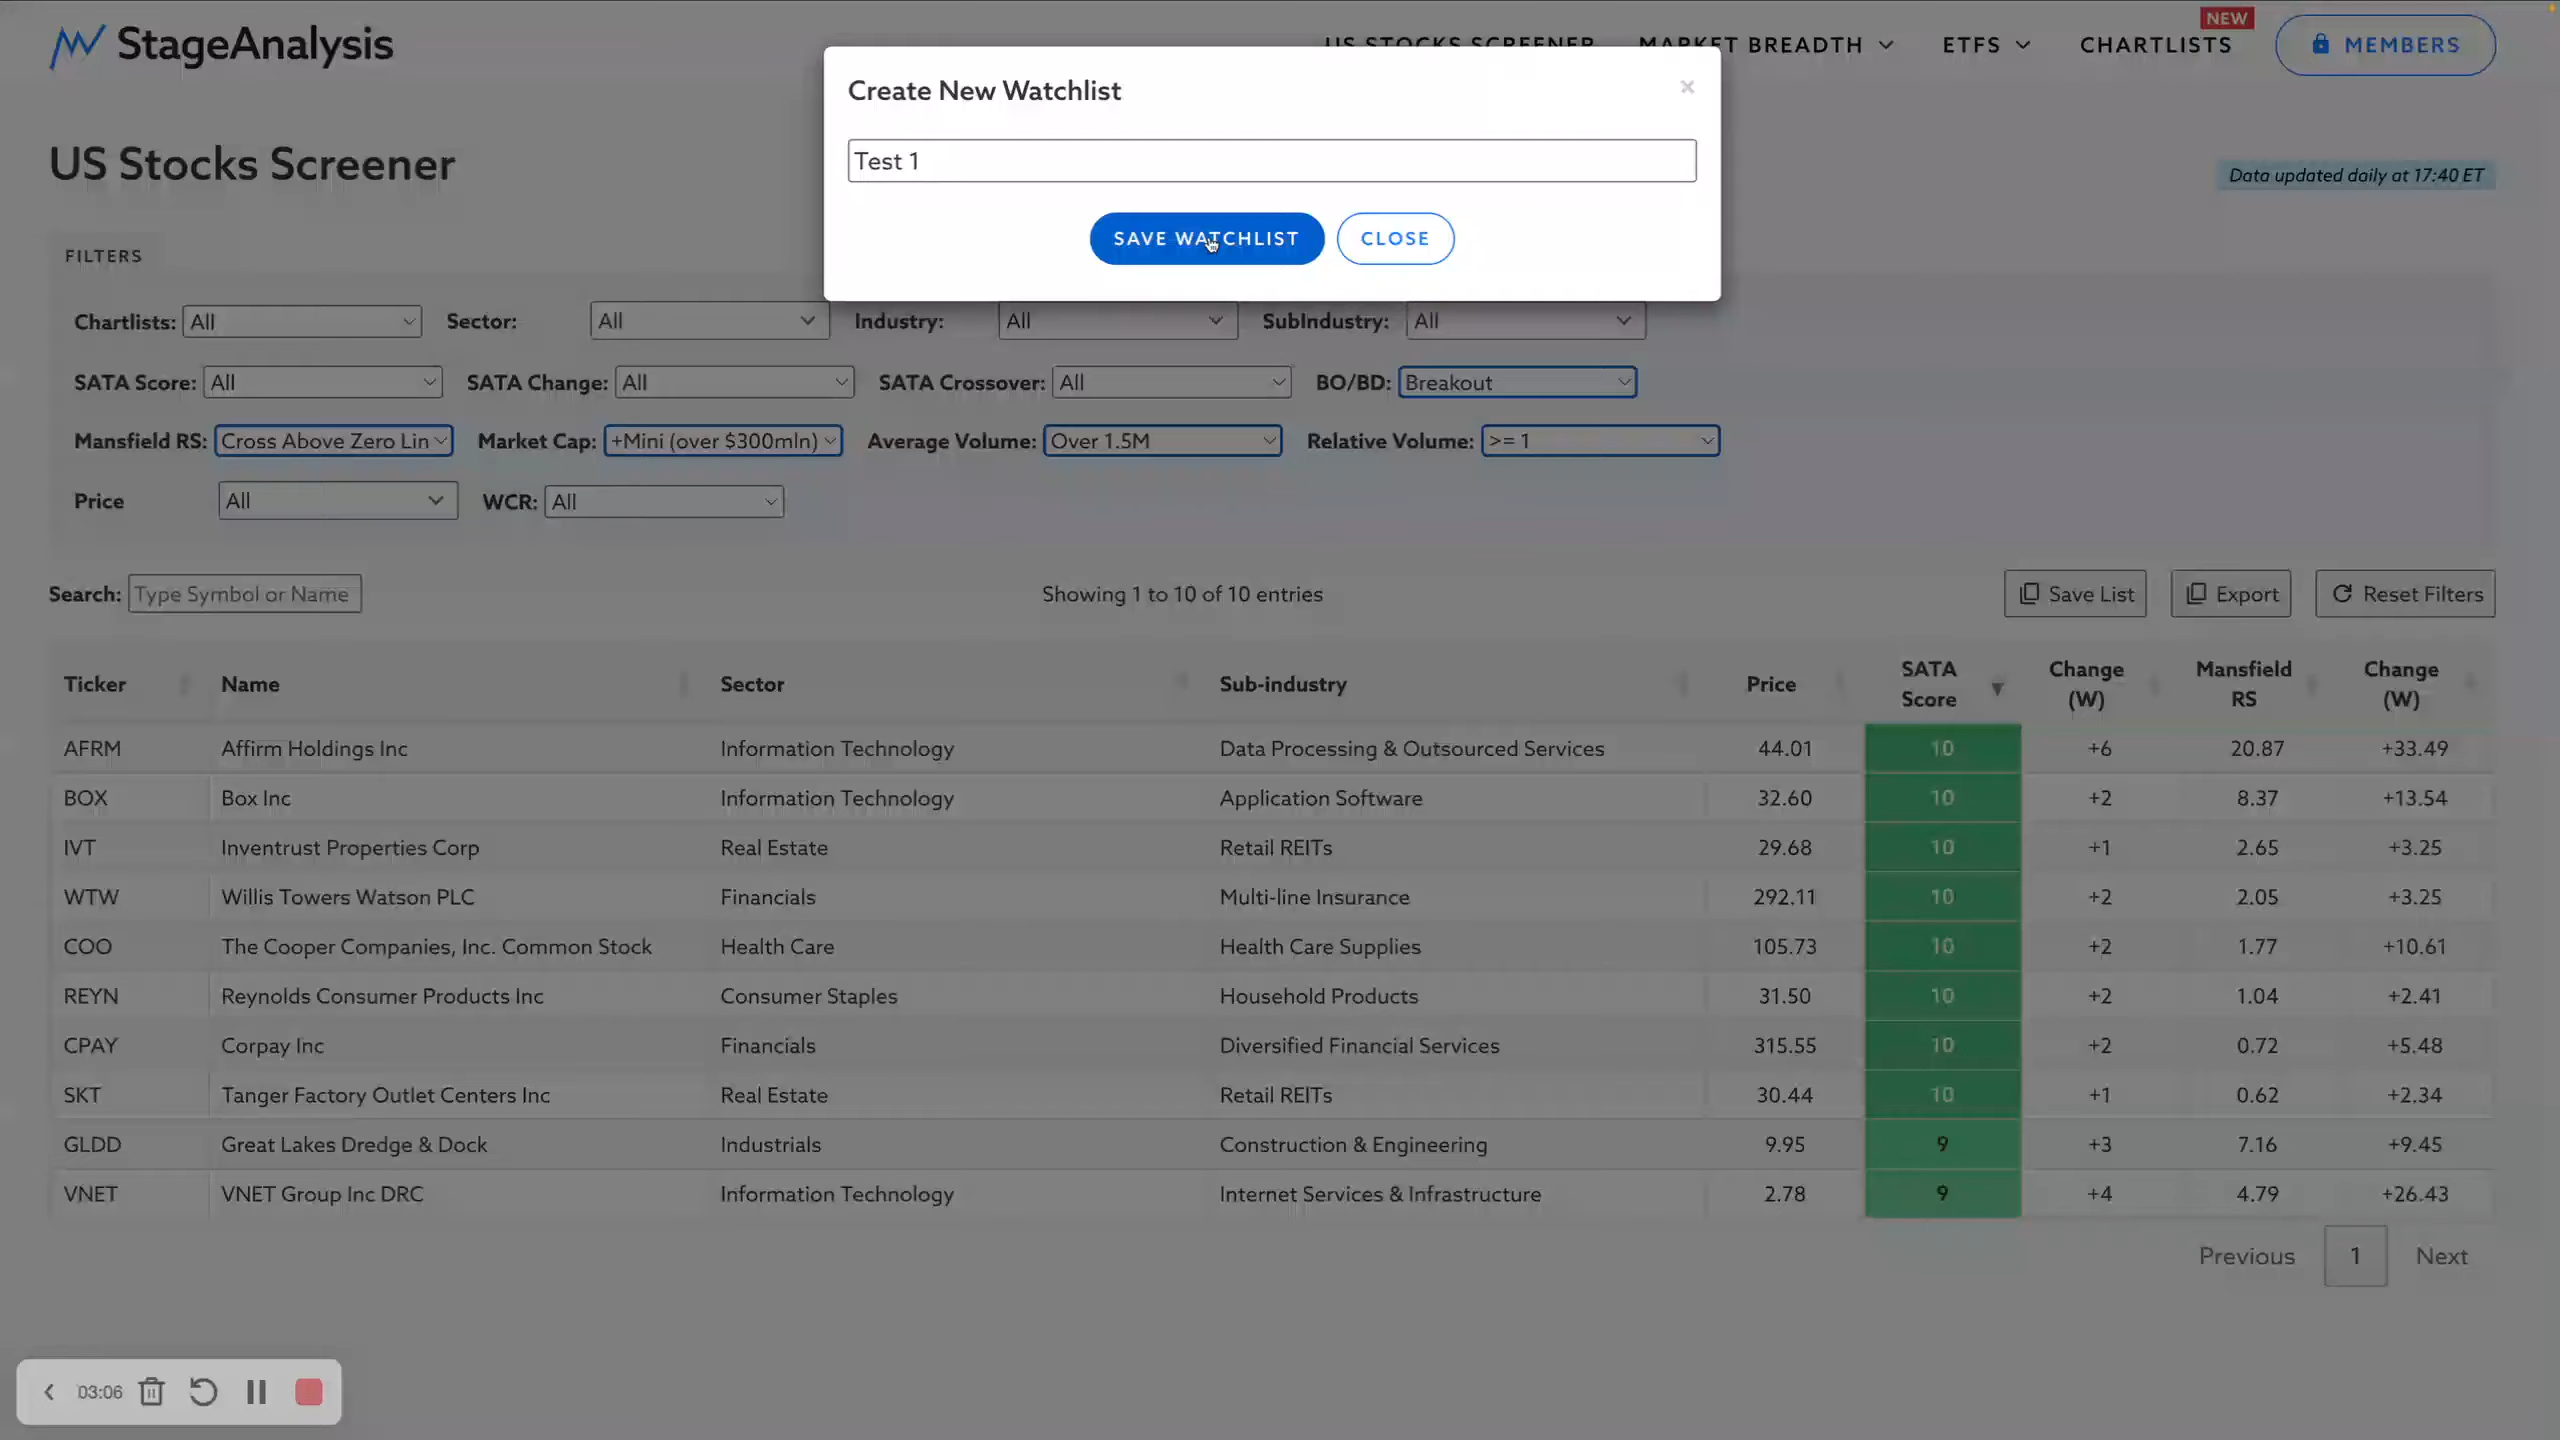 StageAnalysis
US STOCKS SCREENER
MARKET BREADTH
ETFS
CHARTLISTS
NEW
MEMBERS
Create New Watchlist
×
Test 1
SAVE WATCHLIST
CLOSE
US Stocks Screener
Data updated daily at 17:40 ET
FILTERS
Chartlists: All Sector: All Industry: All SubIndustry: All
SATA Score: All SATA Change: All SATA Crossover: All BO/BD: Breakout
Mansfield RS: Cross Above Zero Lin Market Cap: +Mini (over $300mln) Average Volume: Over 1.5M Relative Volume: >= 1
Price All WCR: All
Search: Type Symbol or Name Showing 1 to 10 of 10 entries Save List Export Reset Filters
Ticker Name Sector Sub-industry Price SATA Score Change (W) Mansfield RS Change (W)
AFRM Affirm Holdings Inc Information Technology Data Processing & Outsourced Services 44.01 10 +6 20.87 +33.49
BOX Box Inc Information Technology Application Software 32.60 10 +2 8.37 +13.54
IVT Inventrust Properties Corp Real Estate Retail REITs 29.68 10 +1 2.65 +3.25
WTW Willis Towers Watson PLC Financials Multi-line Insurance 292.11 10 +2 2.05 +3.25
COO The Cooper Companies, Inc. Common Stock Health Care Health Care Supplies 105.73 10 +2 1.77 +10.61
REYN Reynolds Consumer Products Inc Consumer Staples Household Products 31.50 10 +2 1.04 +2.41
CPAY Corpay Inc Financials Diversified Financial Services 315.55 10 +2 0.72 +5.48
SKT Tanger Factory Outlet Centers Inc Real Estate Retail REITs 30.44 10 +1 0.62 +2.34
GLDD Great Lakes Dredge & Dock Industrials Construction & Engineering 9.95 9 +3 7.16 +9.45
VNET VNET Group Inc DRC Information Technology Internet Services & Infrastructure 2.78 9 +4 4.79 +26.43
Previous 1 Next
03:06